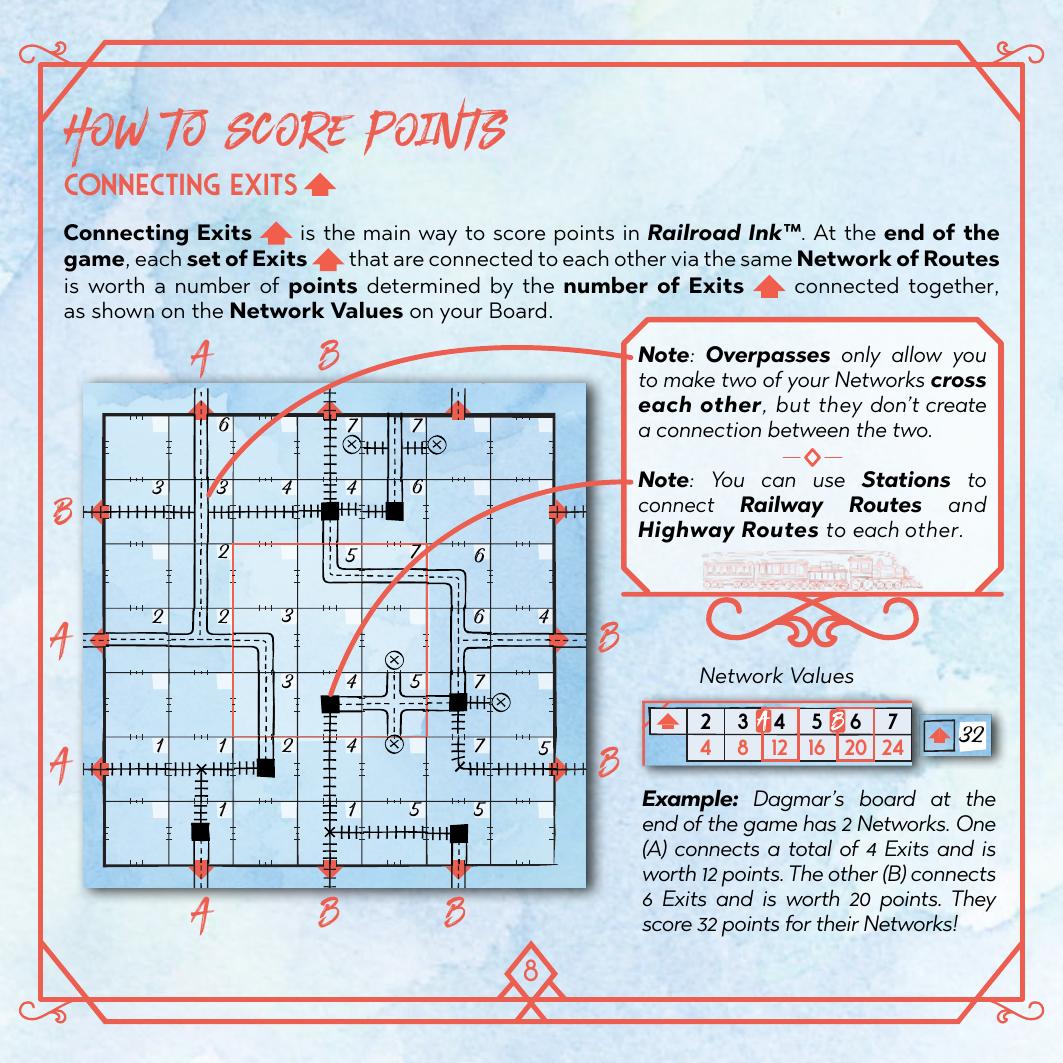 HOW TO SCORE POINTS
CONNECTING EXITS
Connecting Exits is the main way to score points in Railroad Ink™. At the end of the
game, each set of Exits that are connected to each other via the same Network of Routes
is worth a number of points determined by the number of Exits connected together,
as shown on the Network Values on your Board.
A B
6 7 7
3 3 4 4 6
B
2 5 7 6
2 2 3 6 4
A B
3 4 5 7
1 1 2 7 5
A B
1 1 5 5
A B B
Note: Overpasses only allow you
to make two of your Networks cross
each other, but they don't create
a connection between the two.
Note: You can use Stations to
connect Railway Routes and
Highway Routes to each other.
Network Values
2 3 A 4 5 B 6 7
4 8 12 16 20 24
32
Example: Dagmar's board at the
end of the game has 2 Networks. One
(A) connects a total of 4 Exits and is
worth 12 points. The other (B) connects
6 Exits and is worth 20 points. They
score 32 points for their Networks!
8